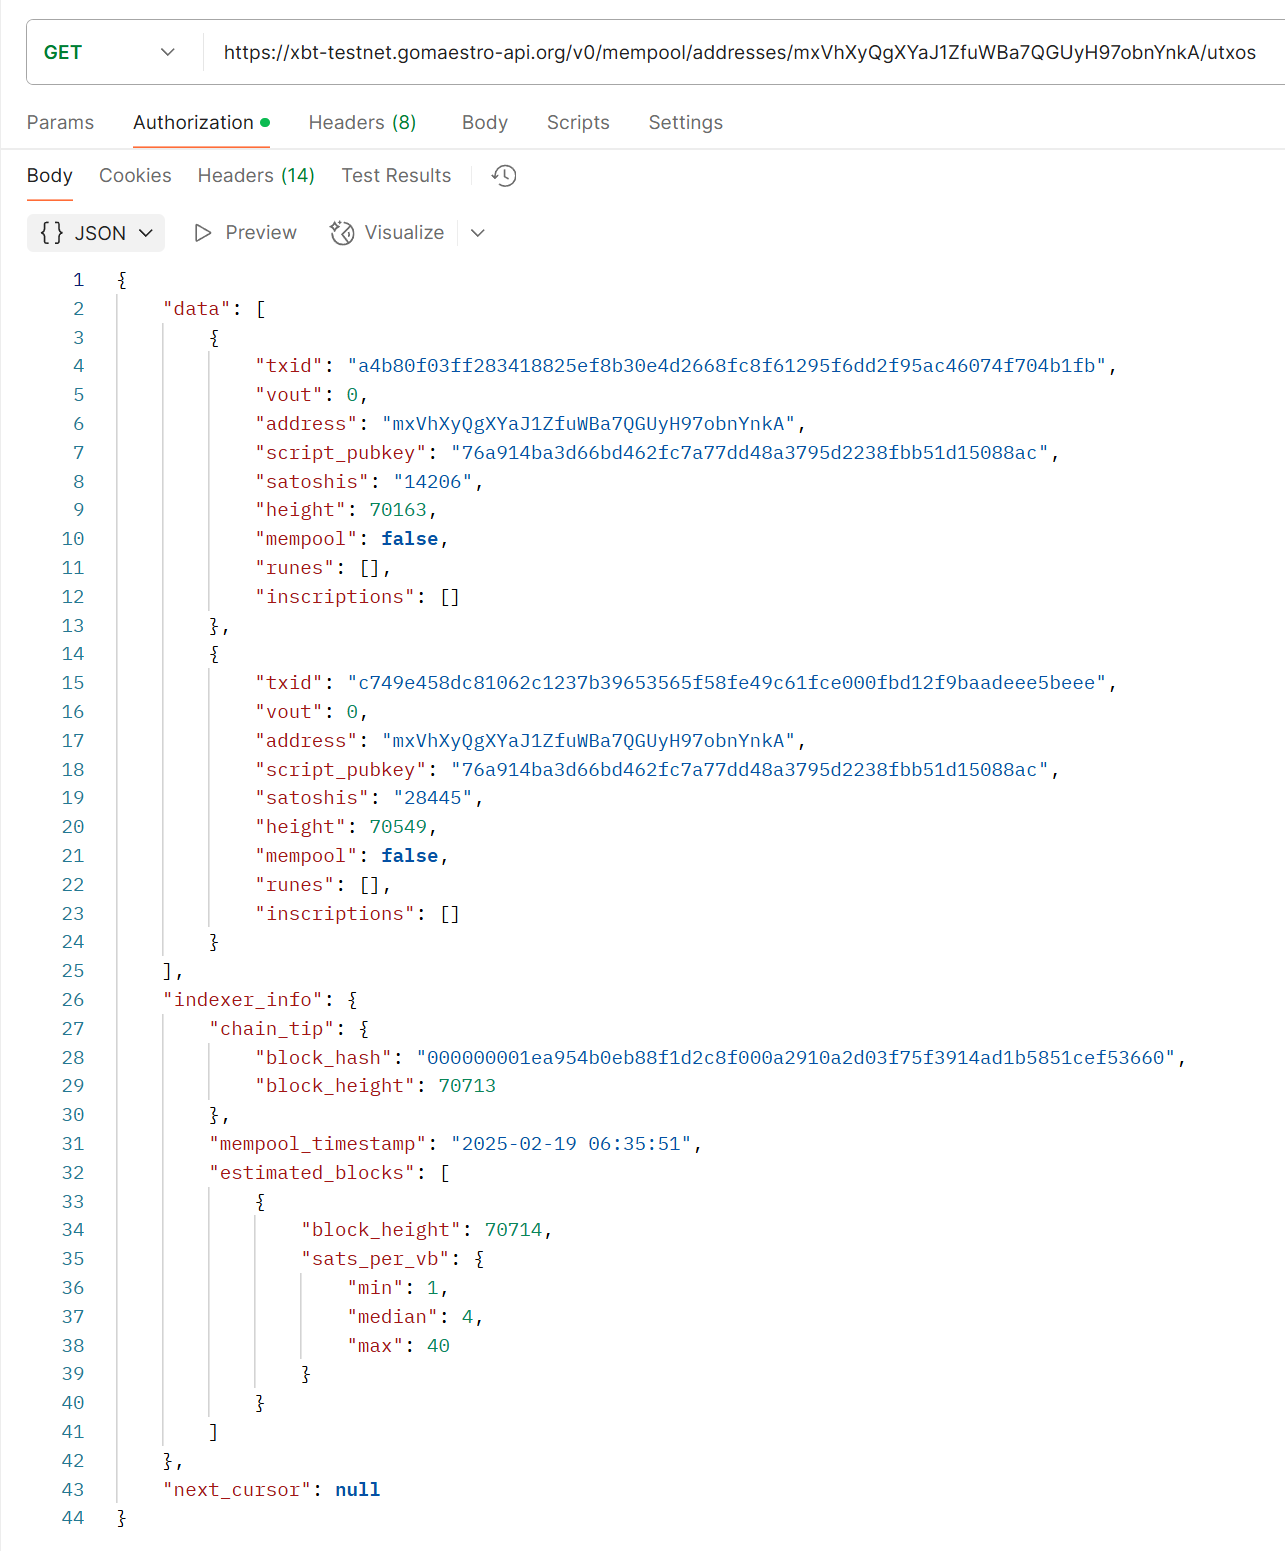 GET https://xbt-testnet.gomaestro-api.org/v0/mempool/addresses/mxVhXyQgXYaJ1ZfuWBa7QGUyH97obnYnkA/utxos
Params Authorization Headers (8) Body Scripts Settings
Body Cookies Headers (14) Test Results
{} JSON Preview Visualize
1 {
2 "data": [
3 {
4 "txid": "a4b80f03ff283418825ef8b30e4d2668fc8f61295f6dd2f95ac46074f704b1fb",
5 "vout": 0,
6 "address": "mxVhXyQgXYaJ1ZfuWBa7QGUyH97obnYnkA",
7 "script_pubkey": "76a914ba3d66bd462fc7a77dd48a3795d2238fbb51d15088ac",
8 "satoshis": "14206",
9 "height": 70163,
10 "mempool": false,
11 "runes": [],
12 "inscriptions": []
13 },
14 {
15 "txid": "c749e458dc81062c1237b39653565f58fe49c61fce000fbd12f9baadeee5beee",
16 "vout": 0,
17 "address": "mxVhXyQgXYaJ1ZfuWBa7QGUyH97obnYnkA",
18 "script_pubkey": "76a914ba3d66bd462fc7a77dd48a3795d2238fbb51d15088ac",
19 "satoshis": "28445",
20 "height": 70549,
21 "mempool": false,
22 "runes": [],
23 "inscriptions": []
24 }
25 ],
26 "indexer_info": {
27 "chain_tip": {
28 "block_hash": "000000001ea954b0eb88f1d2c8f000a2910a2d03f75f3914ad1b5851cef53660",
29 "block_height": 70713
30 },
31 "mempool_timestamp": "2025-02-19 06:35:51",
32 "estimated_blocks": [
33 {
34 "block_height": 70714,
35 "sats_per_vb": {
36 "min": 1,
37 "median": 4,
38 "max": 40
39 }
40 }
41 ]
42 },
43 "next_cursor": null
44 }